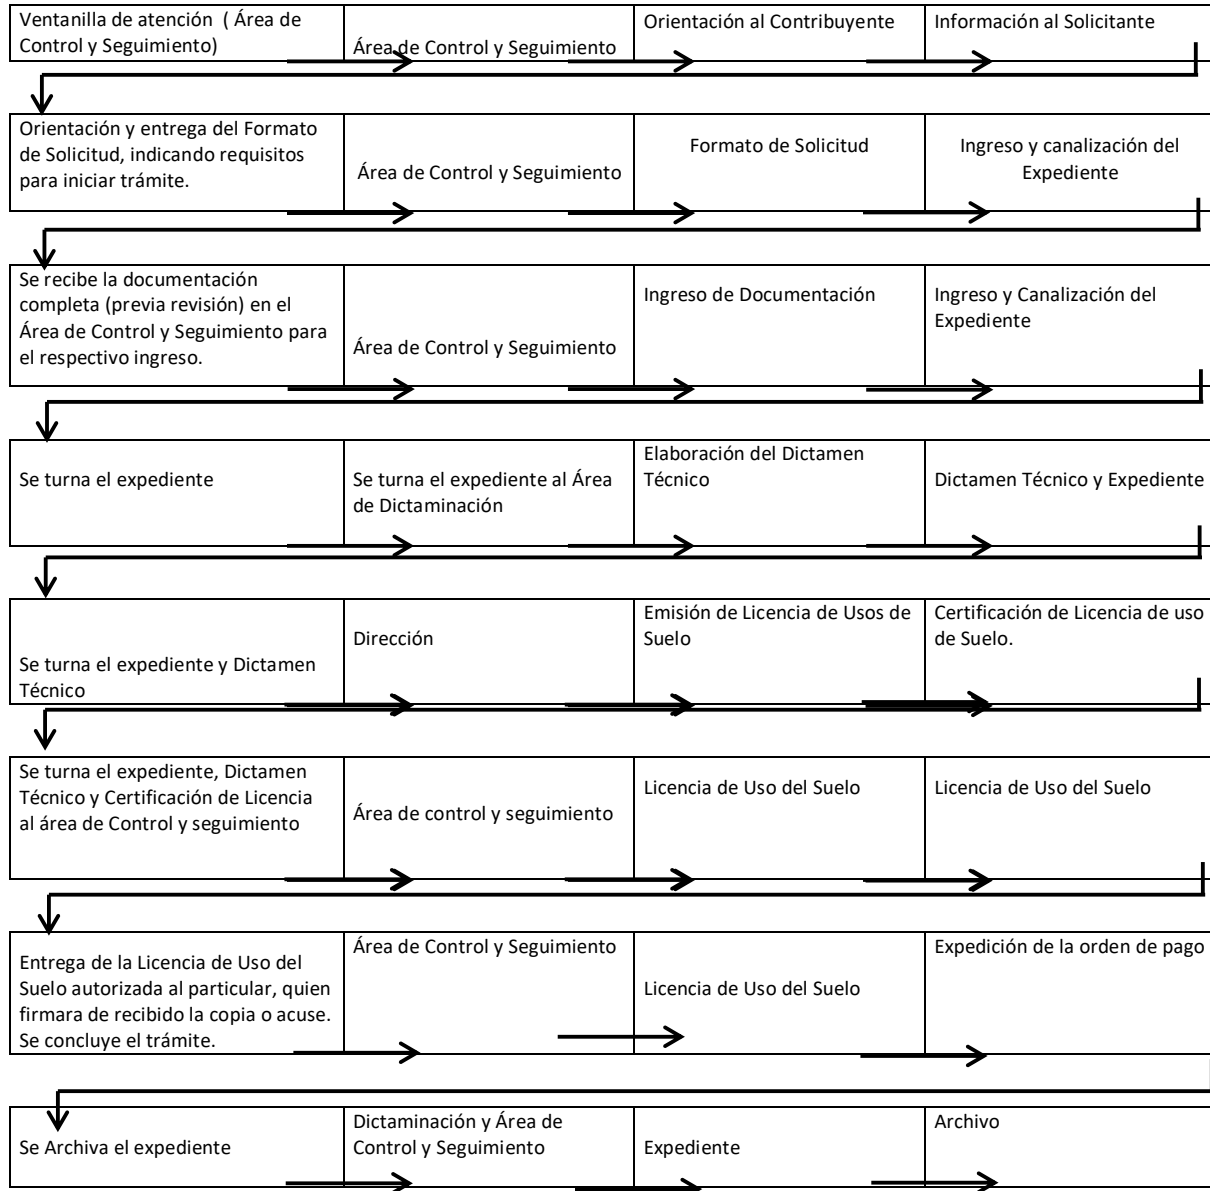 Ventanilla de atención  ( Área de
Control y Seguimiento)
Área de Control y Seguimiento
Orientación al Contribuyente
Información al Solicitante
Orientación y entrega del Formato
de Solicitud, indicando requisitos
para iniciar trámite.
Área de Control y Seguimiento
Formato de Solicitud
Ingreso y canalización del
Expediente
Se recibe la documentación
completa (previa revisión) en el
Área de Control y Seguimiento para
el respectivo ingreso.
Área de Control y Seguimiento
Ingreso de Documentación
Ingreso y Canalización del
Expediente
Se turna el expediente
Se turna el expediente al Área
de Dictaminación
Elaboración del Dictamen
Técnico
Dictamen Técnico y Expediente
Se turna el expediente y Dictamen
Técnico
Dirección
Emisión de Licencia de Usos de
Suelo
Certificación de Licencia de uso
de Suelo.
Se turna el expediente, Dictamen
Técnico y Certificación de Licencia
al área de Control y seguimiento
Área de control y seguimiento
Licencia de Uso del Suelo
Licencia de Uso del Suelo
Entrega de la Licencia de Uso del
Suelo autorizada al particular, quien
firmara de recibido la copia o acuse.
Se concluye el trámite.
Área de Control y Seguimiento
Licencia de Uso del Suelo
Expedición de la orden de pago
Se Archiva el expediente
Dictaminación y Área de
Control y Seguimiento
Expediente
Archivo